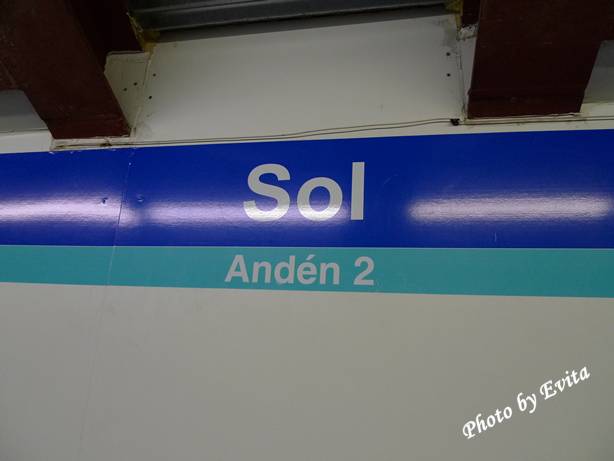 Sol
Andén 2
Photo by Evita